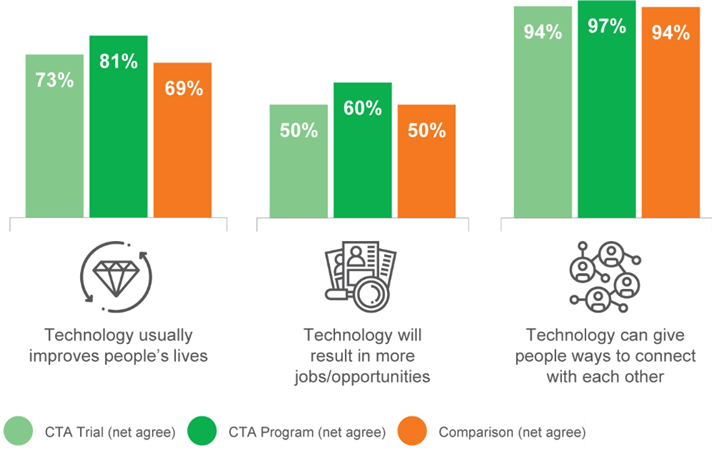 73%
81%
69%
50%
60%
50%
94%
97%
94%
Technology usually
improves people’s lives
Technology will
result in more
jobs/opportunities
Technology can give
people ways to connect
with each other
CTA Trial (net agree)
CTA Program (net agree)
Comparison (net agree)